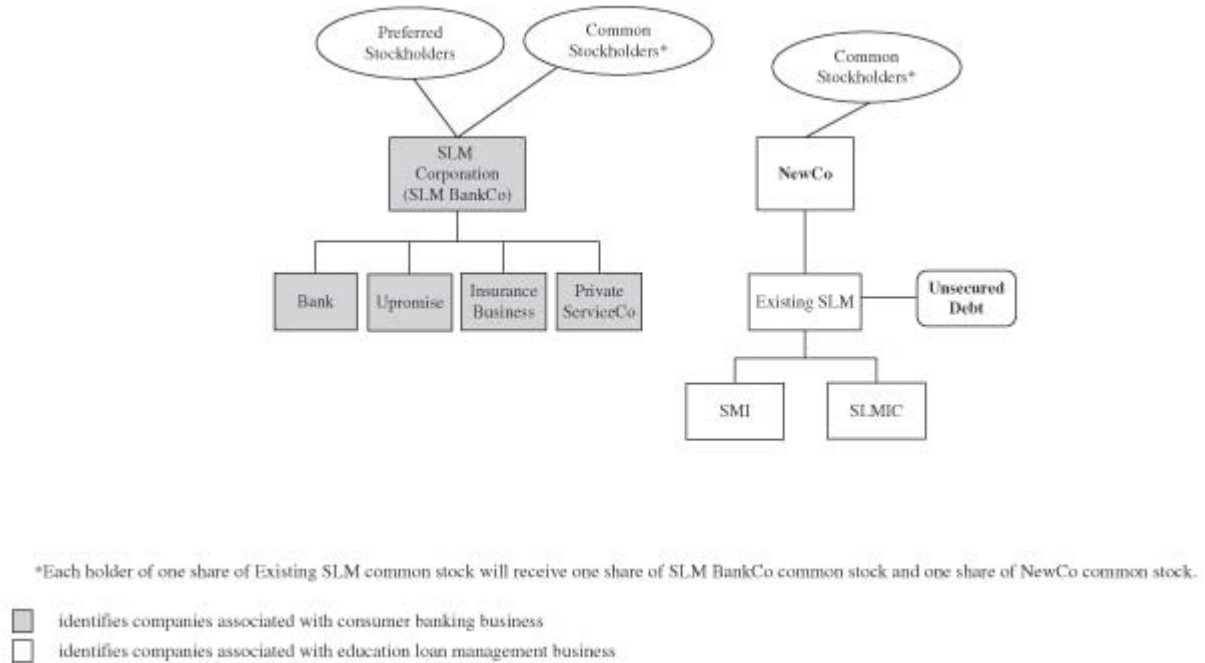 Preferred
Stockholders
Common
Stockholders*
Common
Stockholders*
SLM
Corporation
(SLM BankCo)
NewCo
Bank
Upromise
Insurance
Business
Private
ServiceCo
Existing SLM
Unsecured
Debt
SMI
SLMIC
*Each holder of one share of Existing SLM common stock will receive one share of SLM BankCo common stock and one share of NewCo common stock.
identifies companies associated with consumer banking business
identifies companies associated with education loan management business